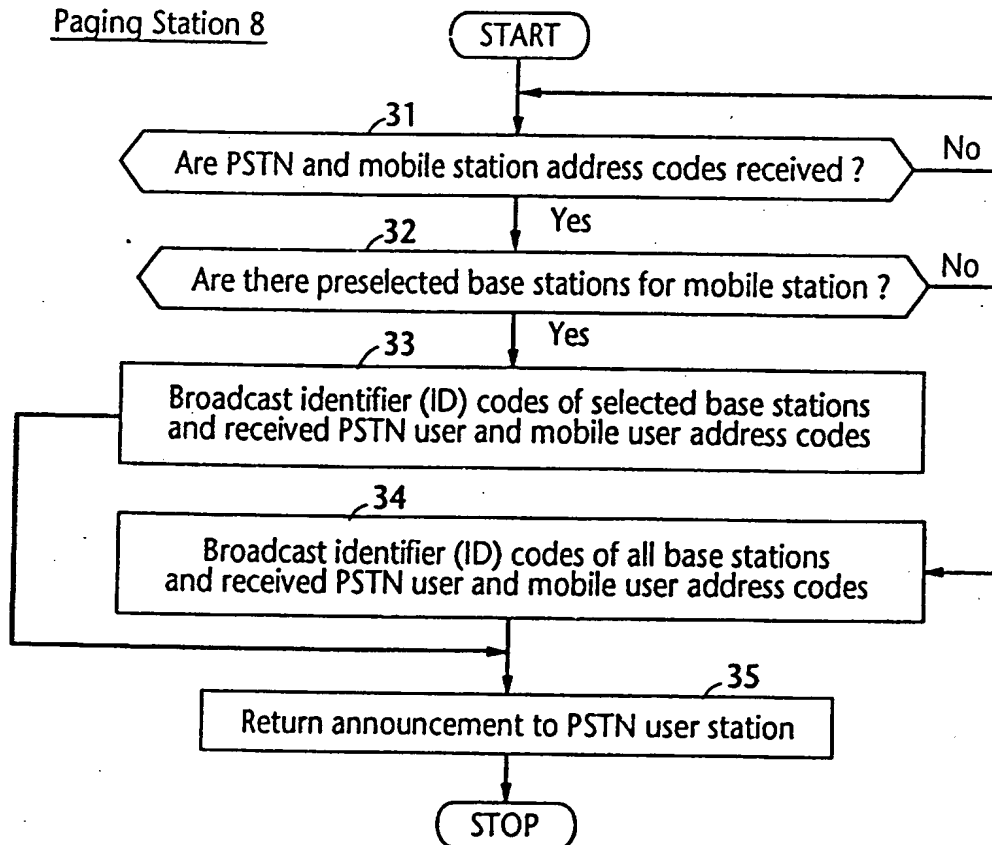 Paging Station 8
START
31
Are PSTN and mobile station address codes received ?
No
Yes
32
Are there preselected base stations for mobile station ?
No
Yes
33
Broadcast identifier (ID) codes of selected base stations
and received PSTN user and mobile user address codes
34
Broadcast identifier (ID) codes of all base stations
and received PSTN user and mobile user address codes
35
Return announcement to PSTN user station
STOP